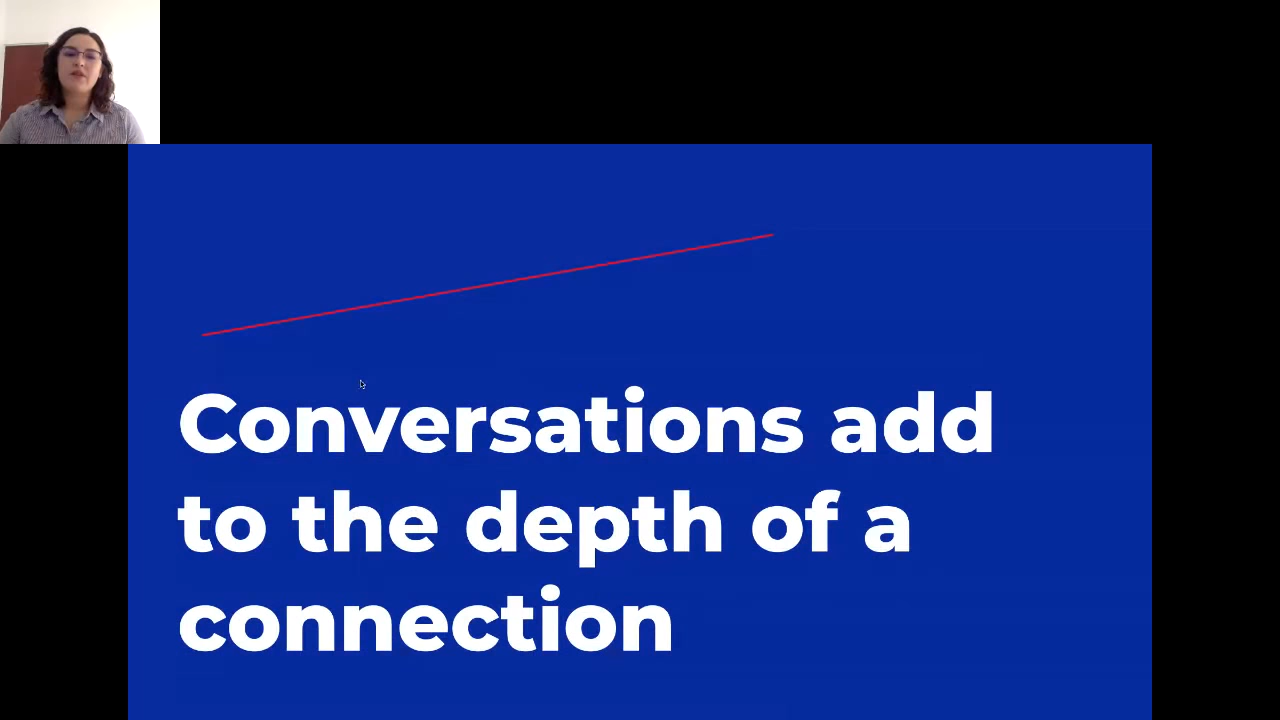 Conversations add
to the depth of a
connection